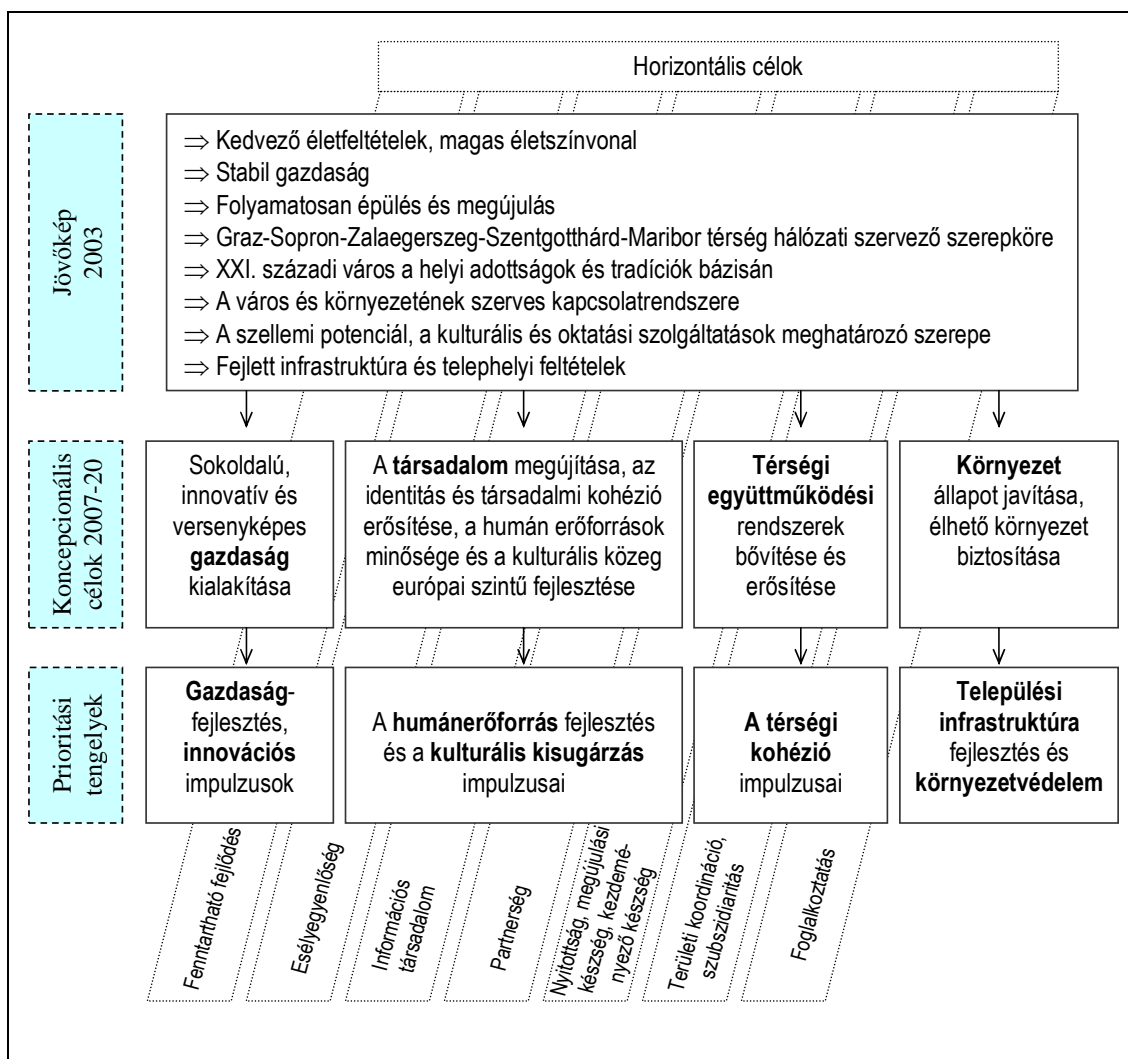 Horizontális célok
Jövőkép
2003
⇒ Kedvező életfeltételek, magas életszínvonal
⇒ Stabil gazdaság
⇒ Folyamatosan épülés és megújulás
⇒ Graz-Sopron-Zalaegerszeg-Szentgotthárd-Maribor térség hálózati szervező szerepköre
⇒ XXI. századi város a helyi adottságok és tradíciók bázisán
⇒ A város és környezetének szerves kapcsolatrendszere
⇒ A szellemi potenciál, a kulturális és oktatási szolgáltatások meghatározó szerepe
⇒ Fejlett infrastruktúra és telephelyi feltételek
Koncepcionális
célok 2007-20
Sokoldalú,
innovatív és
versenyképes
gazdaság
kialakítása
A társadalom megújítása, az
identitás és társadalmi kohézió
erősítése, a humán erőforrások
minősége és a kulturális közeg
európai szintű fejlesztése
Térségi
együttműködési
rendszerek
bővítése és
erősítése
Környezet
állapot javítása,
élhető környezet
biztosítása
Prioritási
tengelyek
Gazdaság-
fejlesztés,
innovációs
impulzusok
A humánerőforrás fejlesztés
és a kulturális kisugárzás
impulzusai
A térségi
kohézió
impulzusai
Települési
infrastruktúra
fejlesztés és
környezetvédelem
Fenntartható fejlődés
Esélyegyenlőség
Információs
társadalom
Partnerség
Nyitottság, megújulási
készség, kezdemé-
nyező készség
Területi koordináció,
szubszidiaritás
Foglalkoztatás